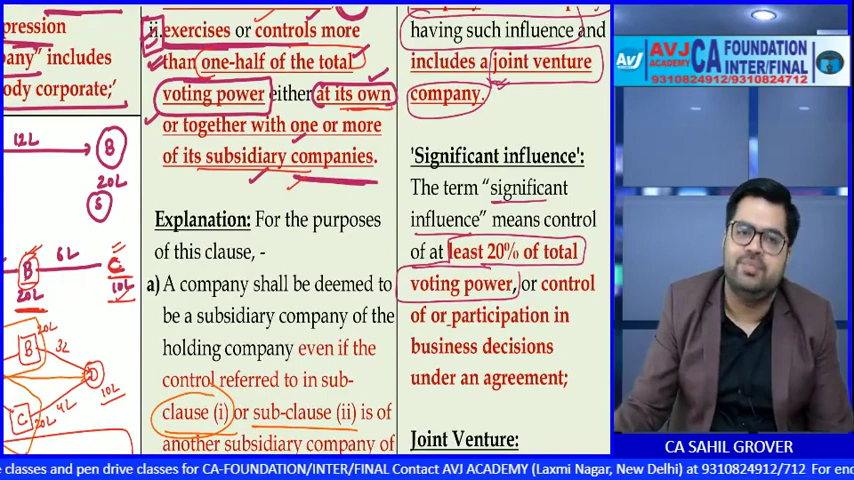 pression
pany" includes
ody corporate;'
12L
B
20L
S
B
6L
C
20L
10L
B
20L
3L
D
10L
C
4L
20L
ii. exercises or controls more
than one-half of the total
voting power either at its own
or together with one or more
of its subsidiary companies.
Explanation: For the purposes
of this clause, -
a) A company shall be deemed to
be a subsidiary company of the
holding company even if the
control referred to in sub-
clause (i) or sub-clause (ii) is of
another subsidiary company of
having such influence and
includes a joint venture
company.
'Significant influence':
The term "significant
influence" means control
of at least 20% of total
voting power, or control
of or participation in
business decisions
under an agreement;
Joint Venture:
AVJ
AVJ
ACADEMY
CA
FOUNDATION
INTER/FINAL
9310824912/9310824712
CA SAHIL GROVER
e classes and pen drive classes for CA-FOUNDATION/INTER/FINAL Contact AVJ ACADEMY (Laxmi Nagar, New Delhi) at 9310824912/712 For en